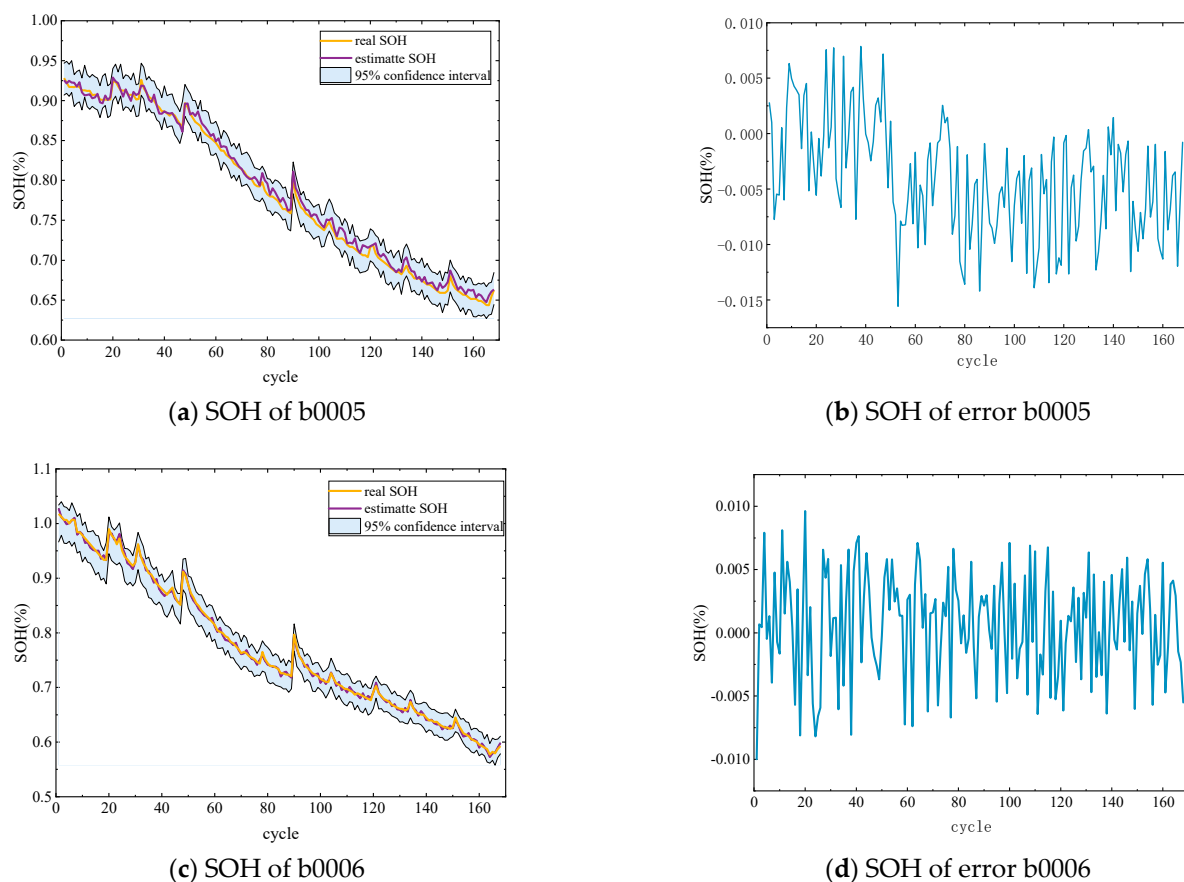 1.00
0.95
0.90
0.85
0.80
0.75
0.70
0.65
0.60
SOH(%)
0 20 40 60 80 100 120 140 160
cycle
real SOH
estimatte SOH
95% confidence interval
(a) SOH of b0005
0.010
0.005
0.000
−0.005
−0.010
−0.015
SOH(%)
0 20 40 60 80 100 120 140 160
cycle
(b) SOH of error b0005
1.1
1.0
0.9
0.8
0.7
0.6
0.5
SOH(%)
0 20 40 60 80 100 120 140 160
cycle
real SOH
estimatte SOH
95% confidence interval
(c) SOH of b0006
0.010
0.005
0.000
-0.005
-0.010
SOH(%)
0 20 40 60 80 100 120 140 160
cycle
(d) SOH of error b0006